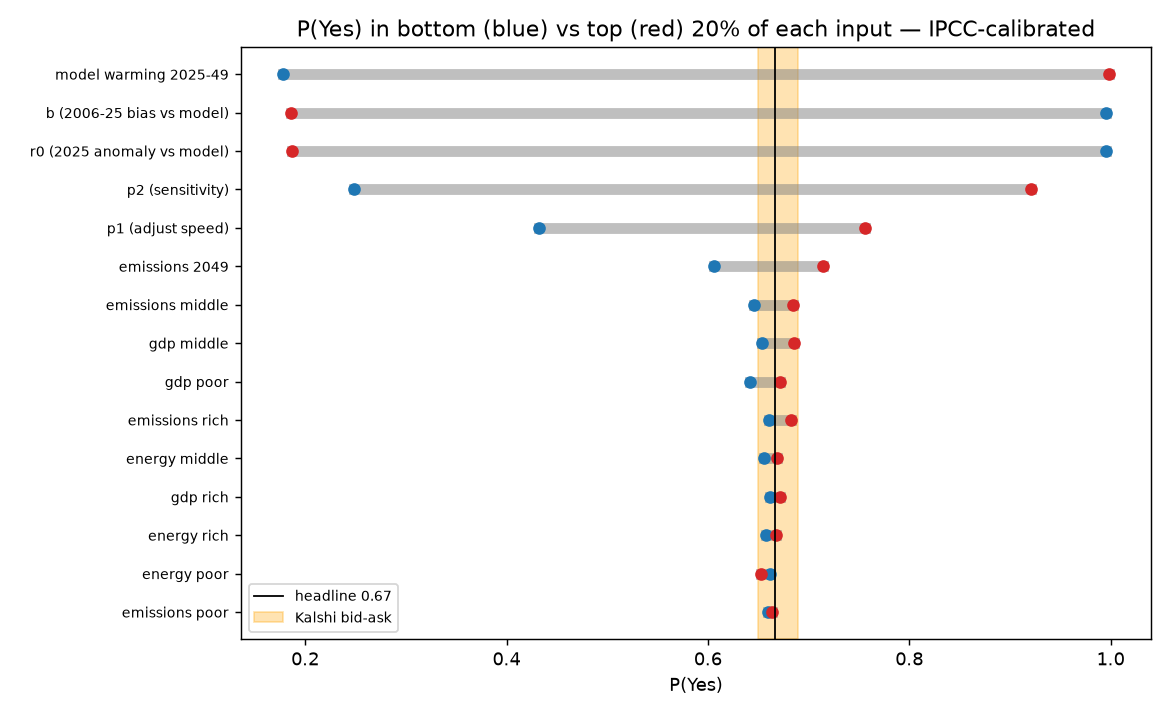 P(Yes) in bottom (blue) vs top (red) 20% of each input — IPCC-calibrated
model warming 2025-49
b (2006-25 bias vs model)
r0 (2025 anomaly vs model)
p2 (sensitivity)
p1 (adjust speed)
emissions 2049
emissions middle
gdp middle
gdp poor
emissions rich
energy middle
gdp rich
energy rich
energy poor
emissions poor
headline 0.67
Kalshi bid-ask
0.2 0.4 0.6 0.8 1.0
P(Yes)